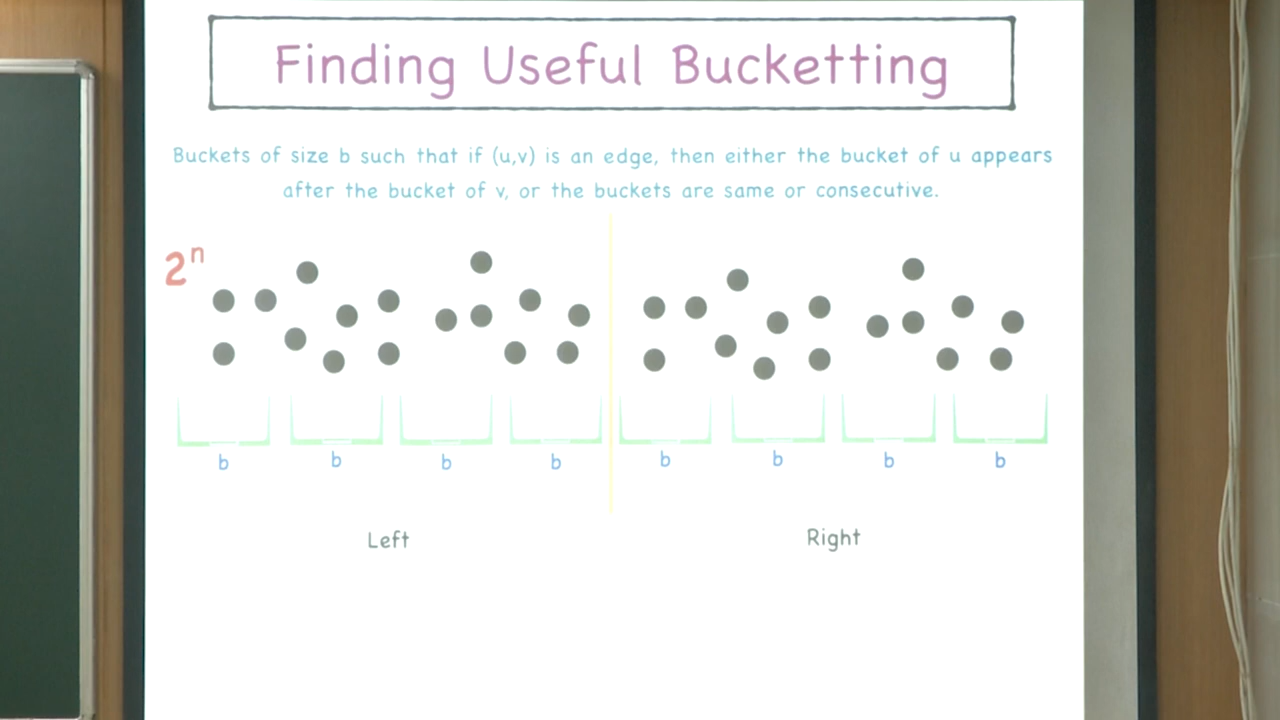 Finding Useful Bucketting
Buckets of size b such that if (u,v) is an edge, then either the bucket of u appears
after the bucket of v, or the buckets are same or consecutive.
2ⁿ
b b b b b b b b
Left Right